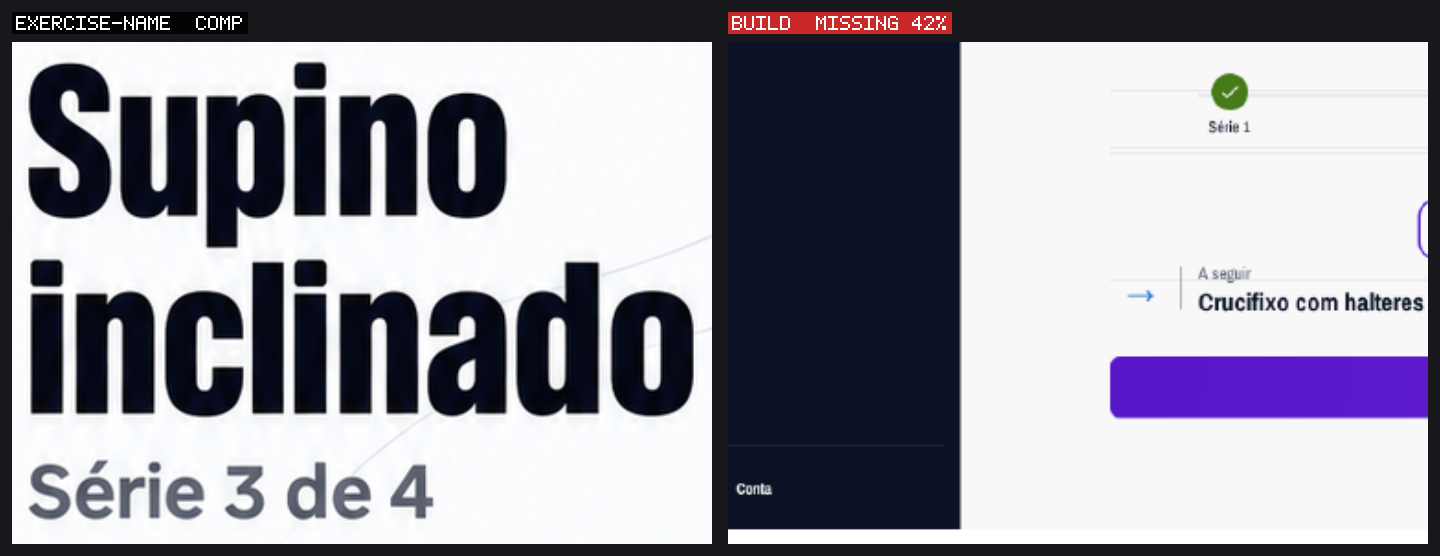 EXERCISE-NAME COMP
Supino
inclinado
Série 3 de 4
BUILD MISSING 42%
Série 1
A seguir
Crucifixo com halteres
Conta